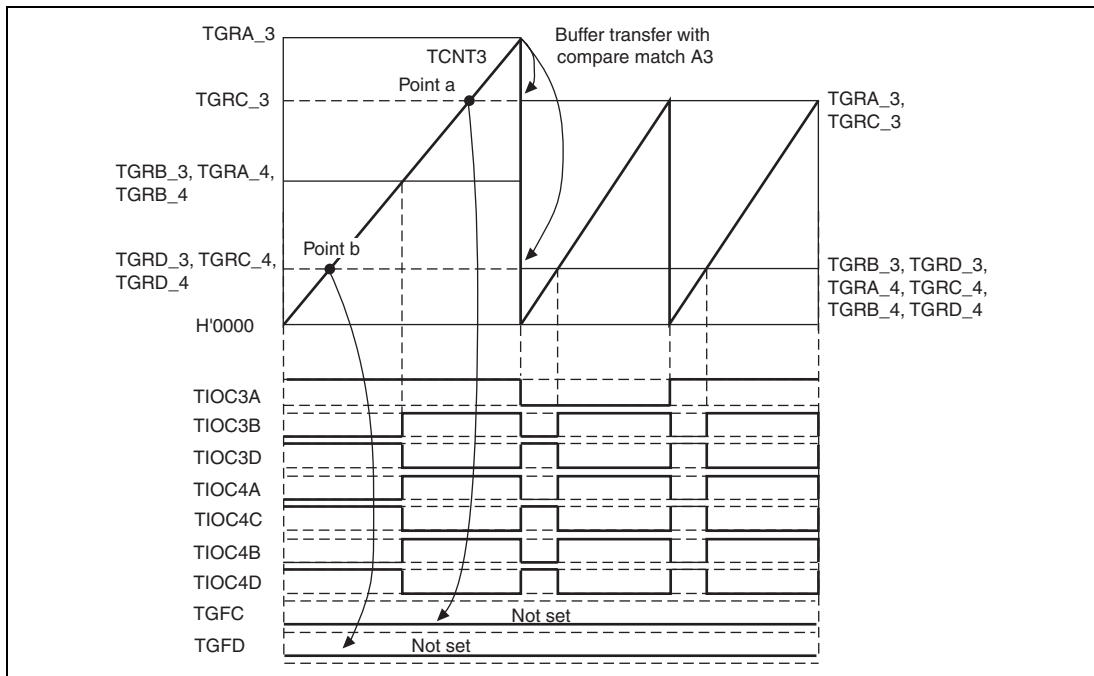 TGRA_3
TCNT3
Buffer transfer with
compare match A3
Point a
TGRC_3
TGRA_3,
TGRC_3
TGRB_3, TGRA_4,
TGRB_4
Point b
TGRD_3, TGRC_4,
TGRD_4
TGRB_3, TGRD_3,
TGRA_4, TGRC_4,
TGRB_4, TGRD_4
H'0000
TIOC3A
TIOC3B
TIOC3D
TIOC4A
TIOC4C
TIOC4B
TIOC4D
TGFC
Not set
TGFD
Not set